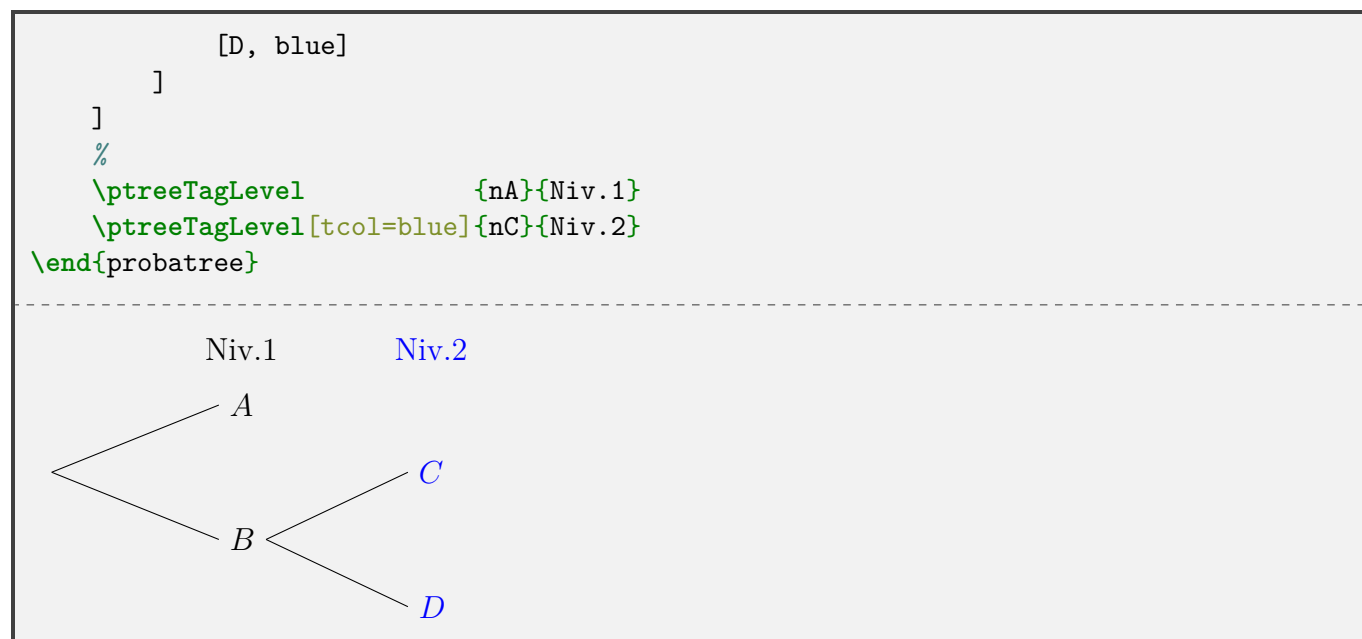 [D, blue]
]
]
%
\ptreeTagLevel {nA}{Niv.1}
\ptreeTagLevel[tcol=blue]{nC}{Niv.2}
\end{probatree}
Niv.1 Niv.2
A
C
B
D